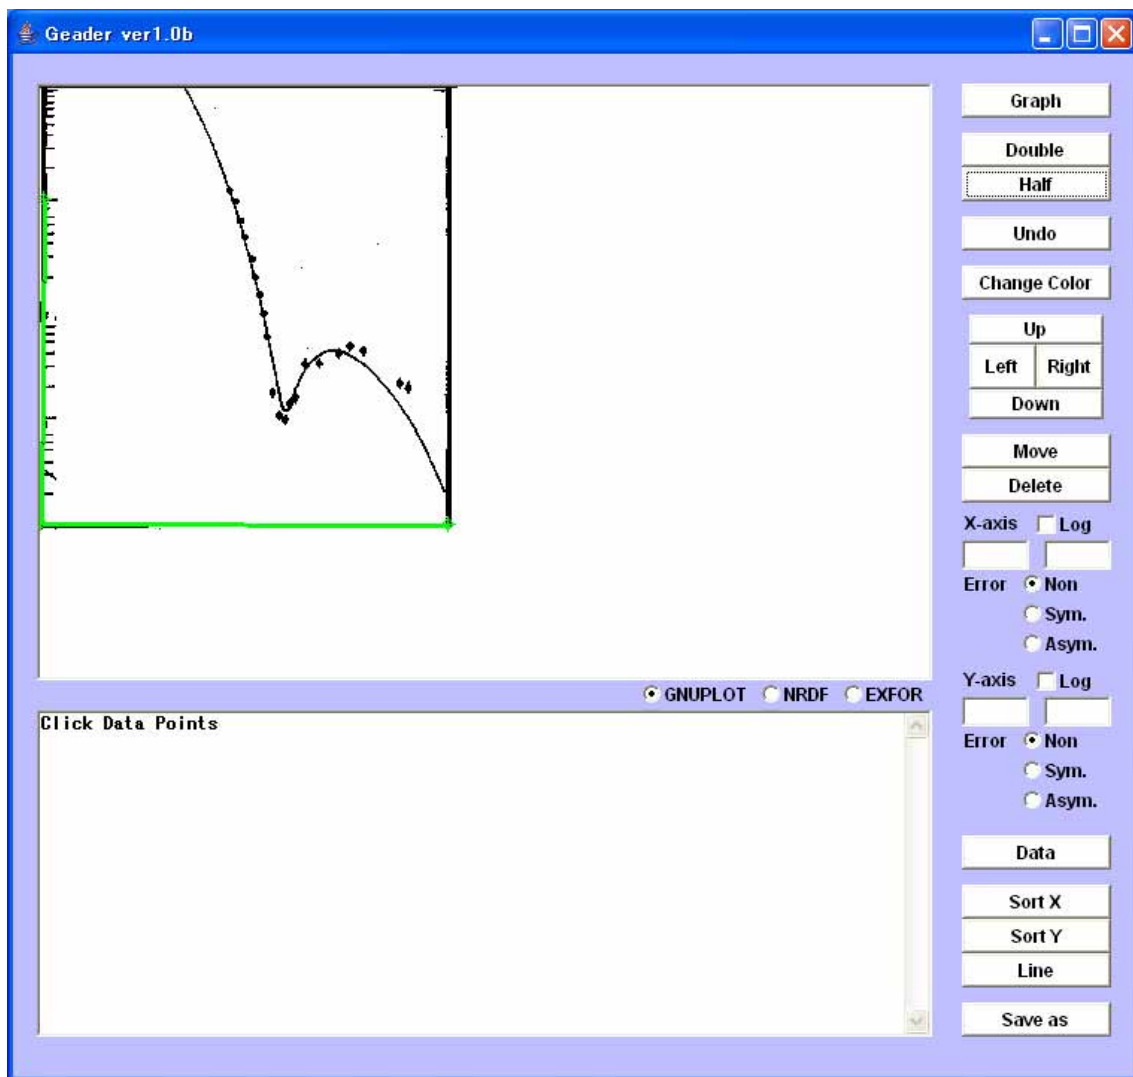 Geader ver1.0b
Graph
Double
Half
Undo
Change Color
Up
Left Right
Down
Move
Delete
X-axis Log
Error Non
Sym.
Asym.
Y-axis Log
Error Non
Sym.
Asym.
GNUPLOT NRDF EXFOR
Click Data Points
Data
Sort X
Sort Y
Line
Save as